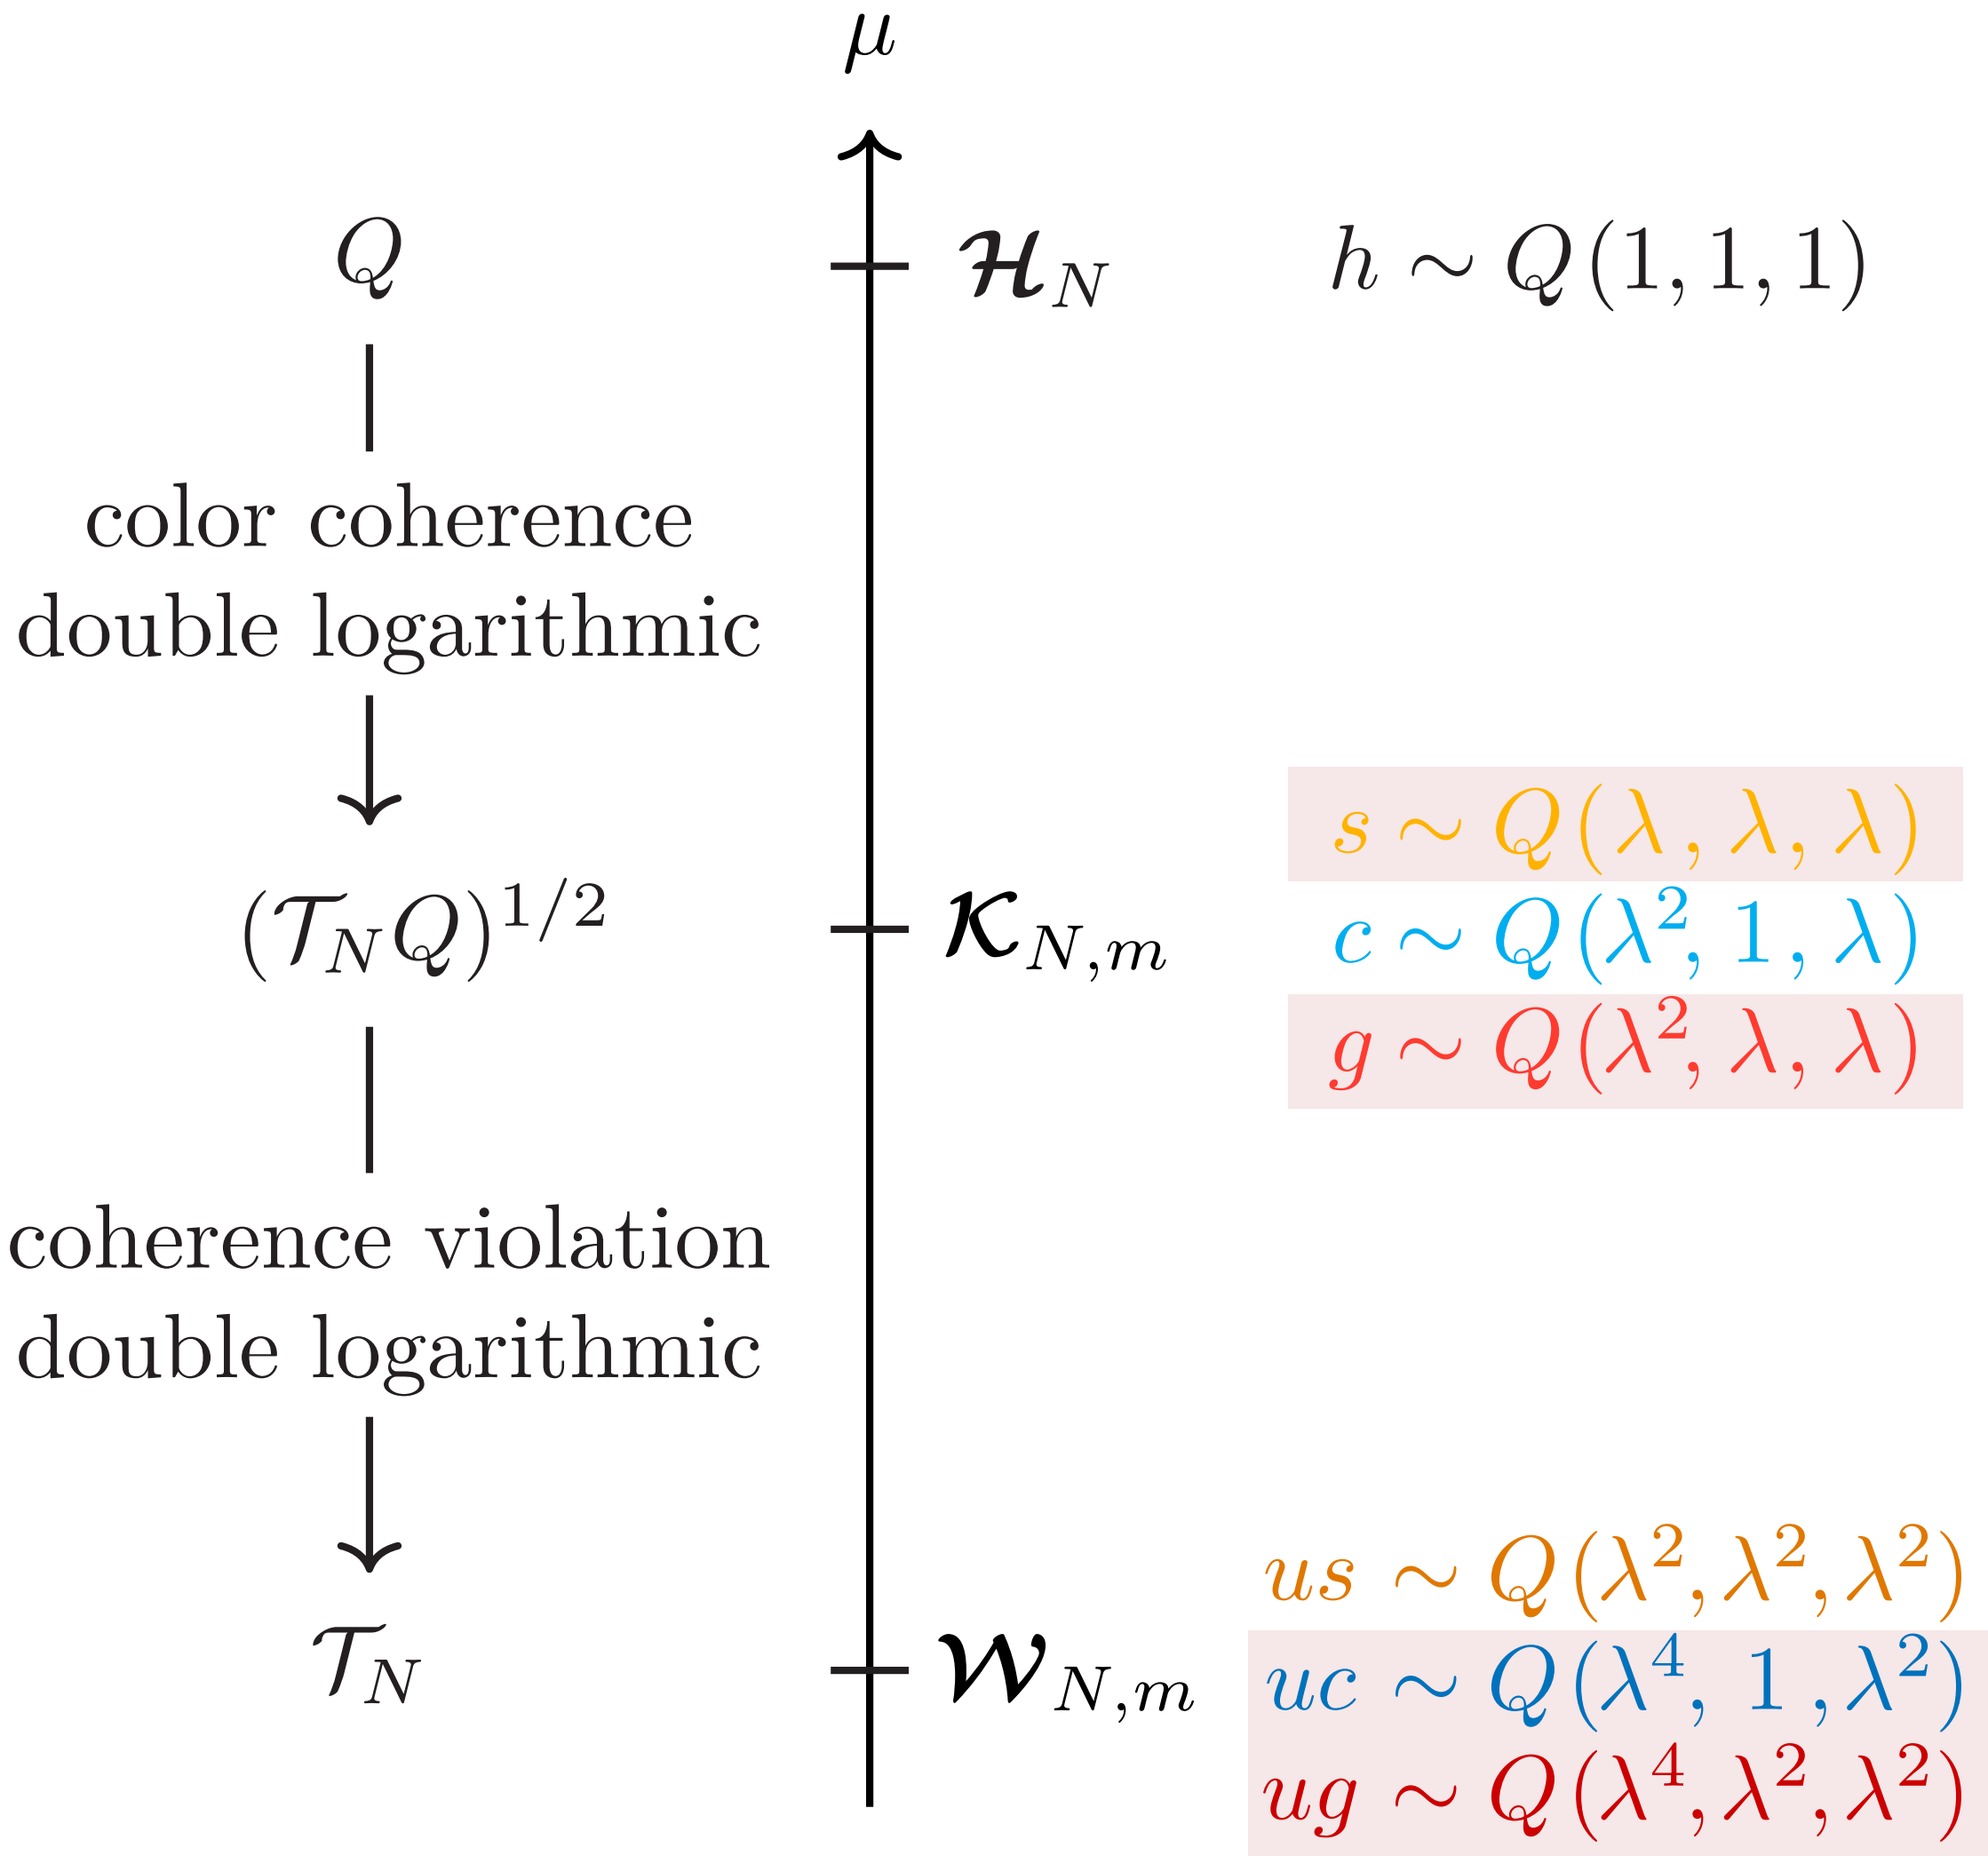 μ
Q
𝓗_N
h ∼ Q(1, 1, 1)
color coherence
double logarithmic
s ∼ Q(λ, λ, λ)
(𝒯_N Q)^{1/2}
𝓚_{N,m}
c ∼ Q(λ², 1, λ)
g ∼ Q(λ², λ, λ)
coherence violation
double logarithmic
us ∼ Q(λ², λ², λ²)
𝒯_N
𝓦_{N,m}
uc ∼ Q(λ⁴, 1, λ²)
ug ∼ Q(λ⁴, λ², λ²)